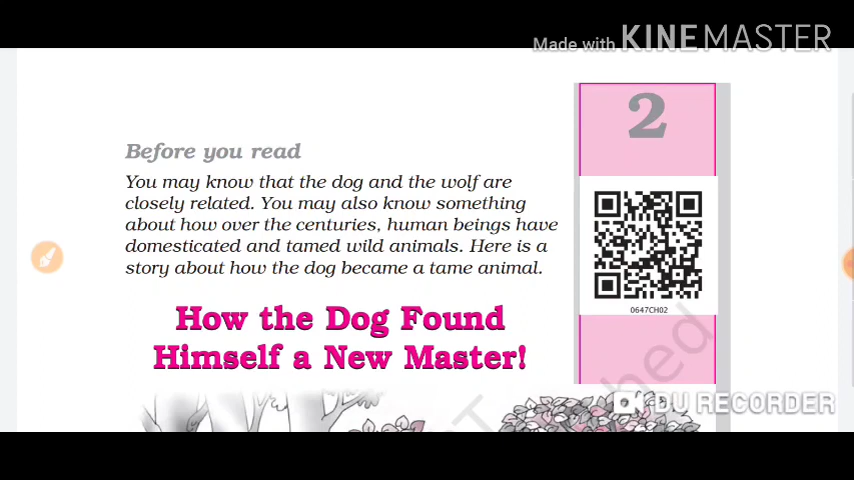 Made with KINEMASTER
2
Before you read
You may know that the dog and the wolf are
closely related. You may also know something
about how over the centuries, human beings have
domesticated and tamed wild animals. Here is a
story about how the dog became a tame animal.
0647CH02
How the Dog Found
Himself a New Master!
DU RECORDER